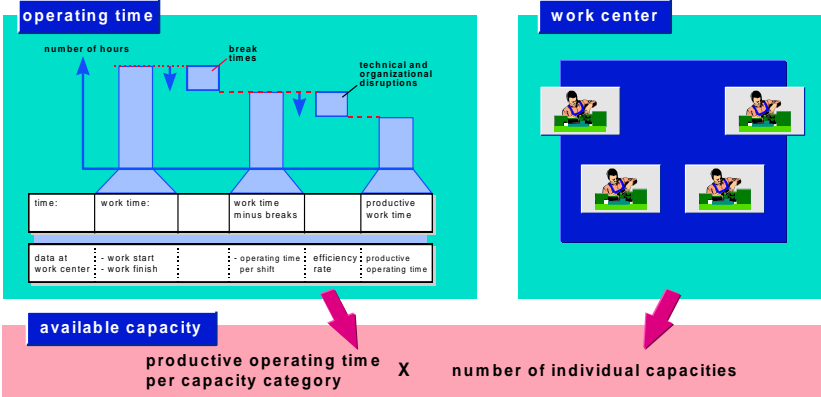 operating time
number of hours
break
times
technical and
organizational
disruptions
time:
work time:
work time
minus breaks
productive
work time
data at
work center
- work start
- work finish
- operating time
per shift
efficiency
rate
productive
operating time
work center
available capacity
productive operating time
per capacity category
X
number of individual capacities